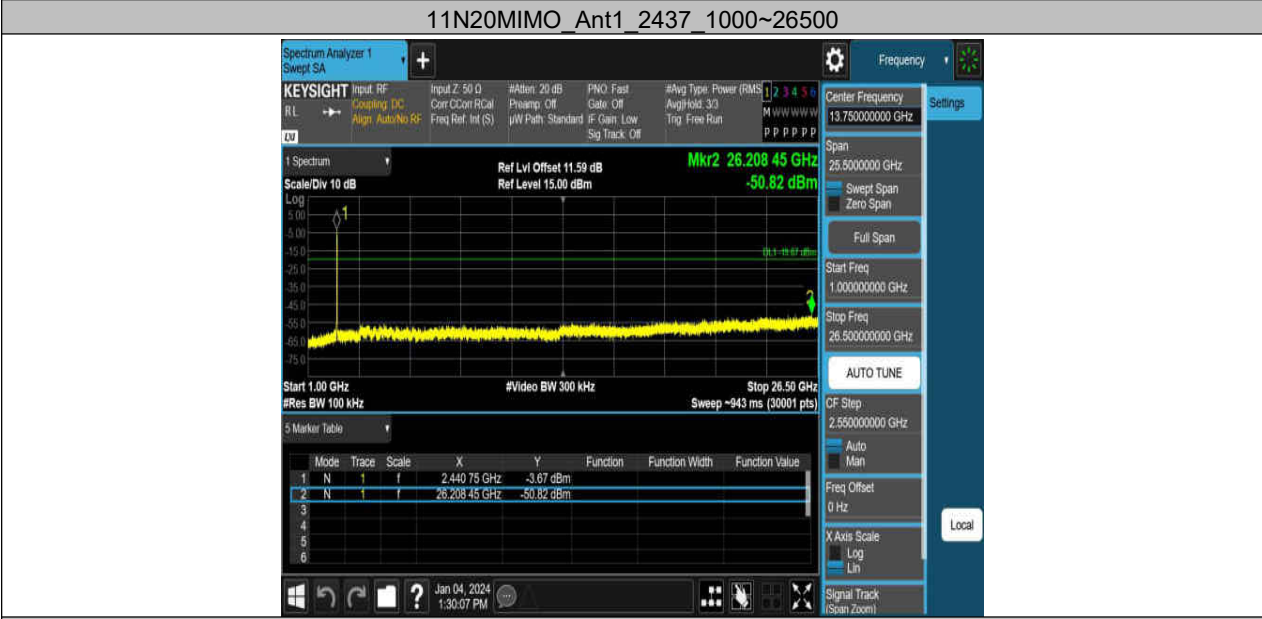 11N20MIMO_Ant1_2437_1000~26500
Spectrum Analyzer 1
Swept SA
+
Frequency
KEYSIGHT
RL
LXI
Input: RF
Coupling: DC
Align: Auto/No RF
Input Z: 50 Ω
Corr CCorr RCal
Freq Ref: Int (S)
#Atten: 20 dB
Preamp: Off
µW Path: Standard
PNO: Fast
Gate: Off
IF Gain: Low
Sig Track: Off
#Avg Type: Power (RMS
Avg|Hold: 3/3
Trig: Free Run
1 2 3 4 5 6
M W W W W W
P P P P P P
1 Spectrum
Scale/Div 10 dB
Ref Lvl Offset 11.59 dB
Ref Level 15.00 dBm
Mkr2 26.208 45 GHz
-50.82 dBm
Log
5.00
-5.00
-15.0
-25.0
-35.0
-45.0
-55.0
-65.0
-75.0
1
2
Start 1.00 GHz
#Res BW 100 kHz
#Video BW 300 kHz
Stop 26.50 GHz
Sweep ~943 ms (30001 pts)
5 Marker Table
Mode Trace Scale X Y Function Function Width Function Value
1 N 1 f 2.440 75 GHz -3.67 dBm
2 N 1 f 26.208 45 GHz -50.82 dBm
3
4
5
6
Jan 04, 2024
1:30:07 PM
?
Center Frequency
13.750000000 GHz
Settings
Span
25.5000000 GHz
Swept Span
Zero Span
Full Span
Start Freq
1.000000000 GHz
Stop Freq
26.500000000 GHz
AUTO TUNE
CF Step
2.550000000 GHz
Auto
Man
Freq Offset
0 Hz
X Axis Scale
Log
Lin
Signal Track
(Span Zoom)
Local